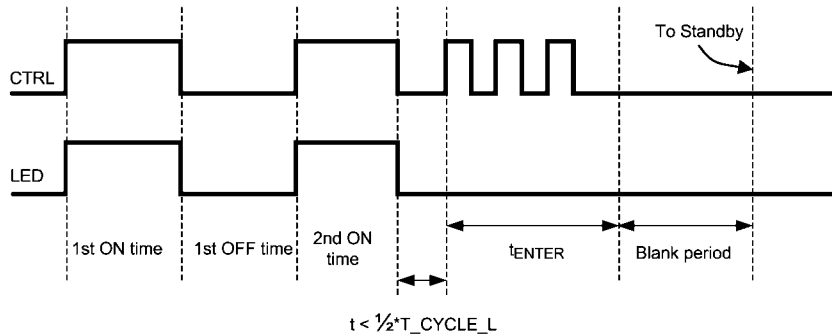 To Standby
CTRL
LED
1st ON time
1st OFF time
2nd ON
time
tENTER
Blank period
t < ½*T_CYCLE_L